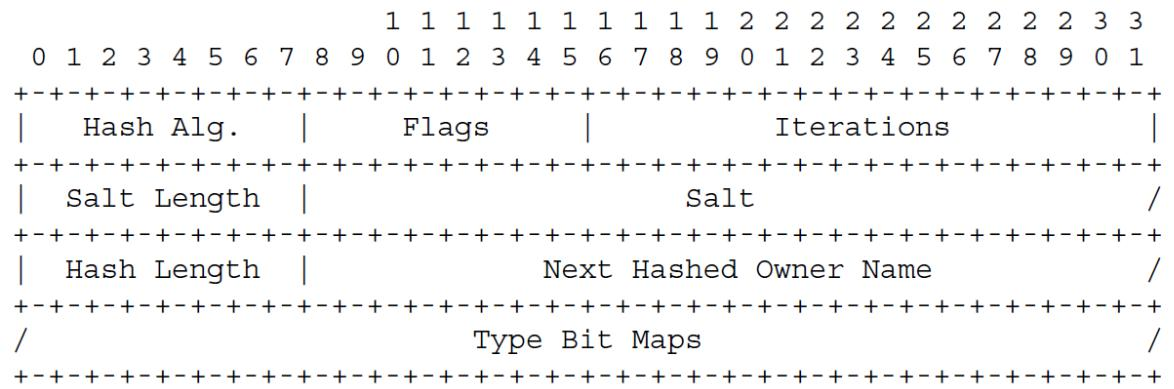 1 1 1 1 1 1 1 1 1 1 2 2 2 2 2 2 2 2 2 2 3 3
 0 1 2 3 4 5 6 7 8 9 0 1 2 3 4 5 6 7 8 9 0 1 2 3 4 5 6 7 8 9 0 1
+-+-+-+-+-+-+-+-+-+-+-+-+-+-+-+-+-+-+-+-+-+-+-+-+-+-+-+-+-+-+-+-+
|   Hash Alg.   |     Flags     |          Iterations           |
+-+-+-+-+-+-+-+-+-+-+-+-+-+-+-+-+-+-+-+-+-+-+-+-+-+-+-+-+-+-+-+-+
|  Salt Length  |                     Salt                      /
+-+-+-+-+-+-+-+-+-+-+-+-+-+-+-+-+-+-+-+-+-+-+-+-+-+-+-+-+-+-+-+-+
|  Hash Length  |             Next Hashed Owner Name            /
+-+-+-+-+-+-+-+-+-+-+-+-+-+-+-+-+-+-+-+-+-+-+-+-+-+-+-+-+-+-+-+-+
/                         Type Bit Maps                         /
+-+-+-+-+-+-+-+-+-+-+-+-+-+-+-+-+-+-+-+-+-+-+-+-+-+-+-+-+-+-+-+-+